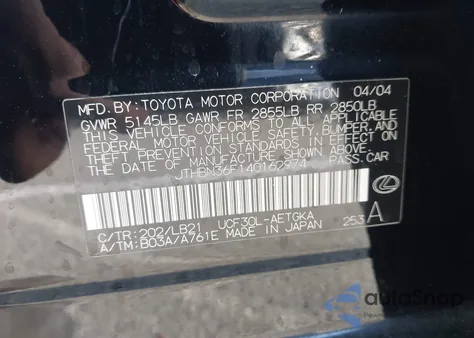 MFD. BY: TOYOTA MOTOR CORPORATION 04/04
GVWR 5145LB GAWR FR 2855LB RR 2850LB
THIS VEHICLE CONFORMS TO ALL APPLICABLE
FEDERAL MOTOR VEHICLE SAFETY, BUMPER, AND
THEFT PREVENTION STANDARDS IN EFFECT ON
THE DATE OF MANUFACTURE SHOWN ABOVE.
JTHBN36F140162974 PASS. CAR
C/TR: 202/LB21 UCF30L-AETGKA 253 A
A/TM: B03A/A761E MADE IN JAPAN
autoSnap